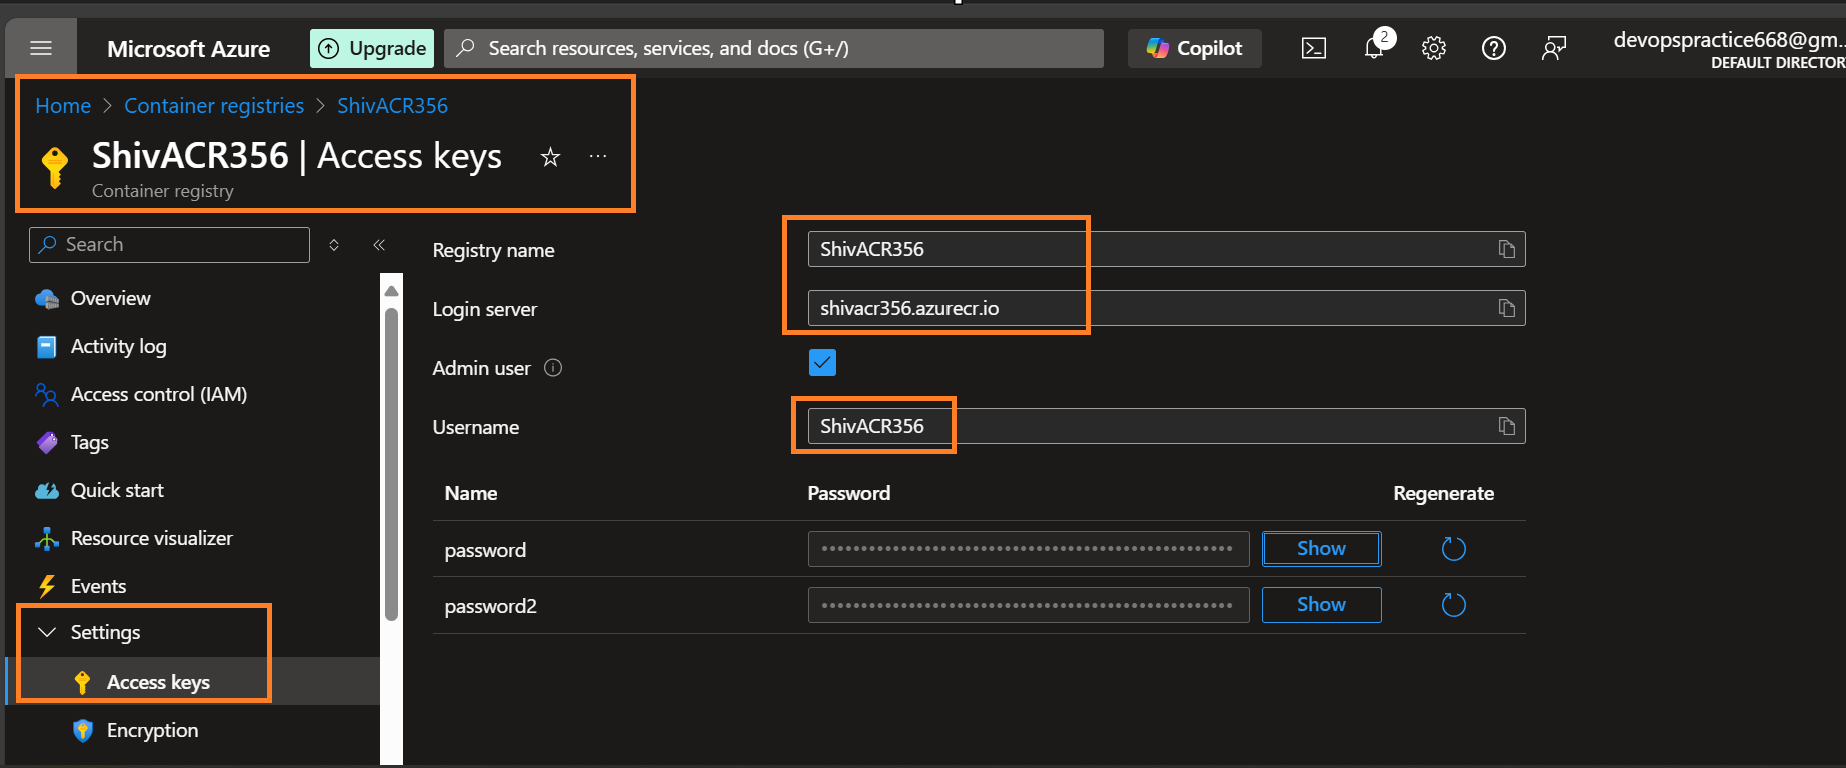 Microsoft Azure
Upgrade
Search resources, services, and docs (G+/)
Copilot
2
devopspractice668@gm...
DEFAULT DIRECTOR
Home > Container registries > ShivACR356
ShivACR356 | Access keys
Container registry
Search
Overview
Activity log
Access control (IAM)
Tags
Quick start
Resource visualizer
Events
Settings
Access keys
Encryption
Registry name
ShivACR356
Login server
shivacr356.azurecr.io
Admin user
Username
ShivACR356
Name Password Regenerate
password
Show
password2
Show